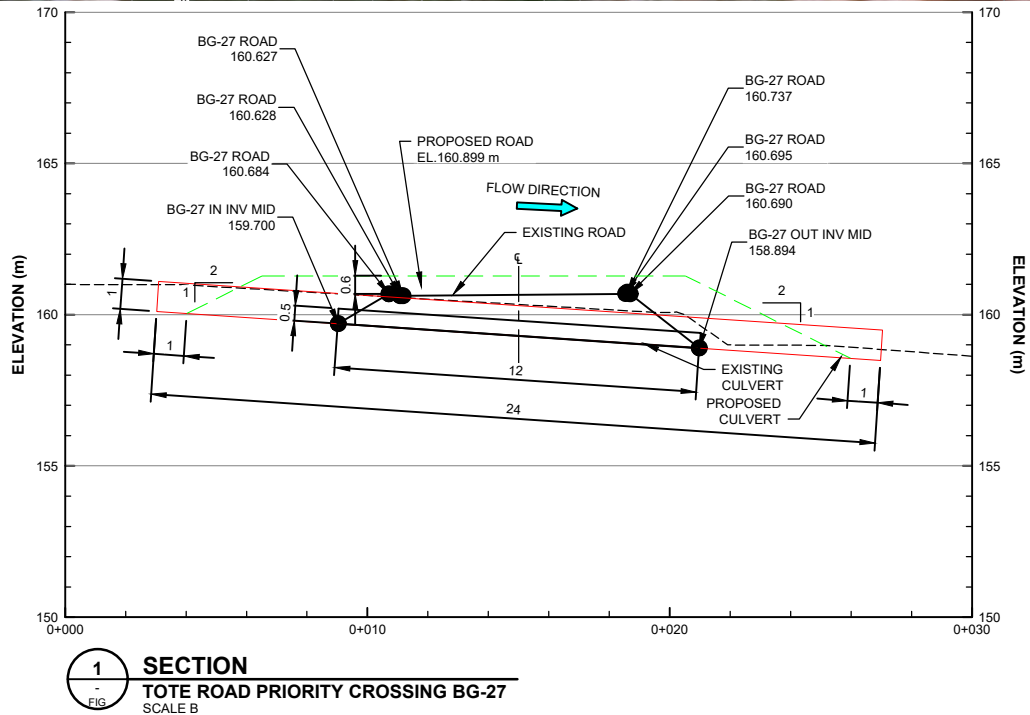 170
170
BG-27 ROAD
160.627
BG-27 ROAD
160.737
BG-27 ROAD
160.628
PROPOSED ROAD
EL.160.899 m
BG-27 ROAD
160.695
165
165
BG-27 ROAD
160.684
FLOW DIRECTION
BG-27 ROAD
160.690
BG-27 IN INV MID
159.700
EXISTING ROAD
BG-27 OUT INV MID
158.894
ELEVATION (m)
ELEVATION (m)
2
1
1
0.6
0.5
2
1
160
160
1
12
EXISTING
CULVERT
PROPOSED
CULVERT
1
24
155
155
150
150
0+000
0+010
0+020
0+030
1
-
FIG
SECTION
TOTE ROAD PRIORITY CROSSING BG-27
SCALE B